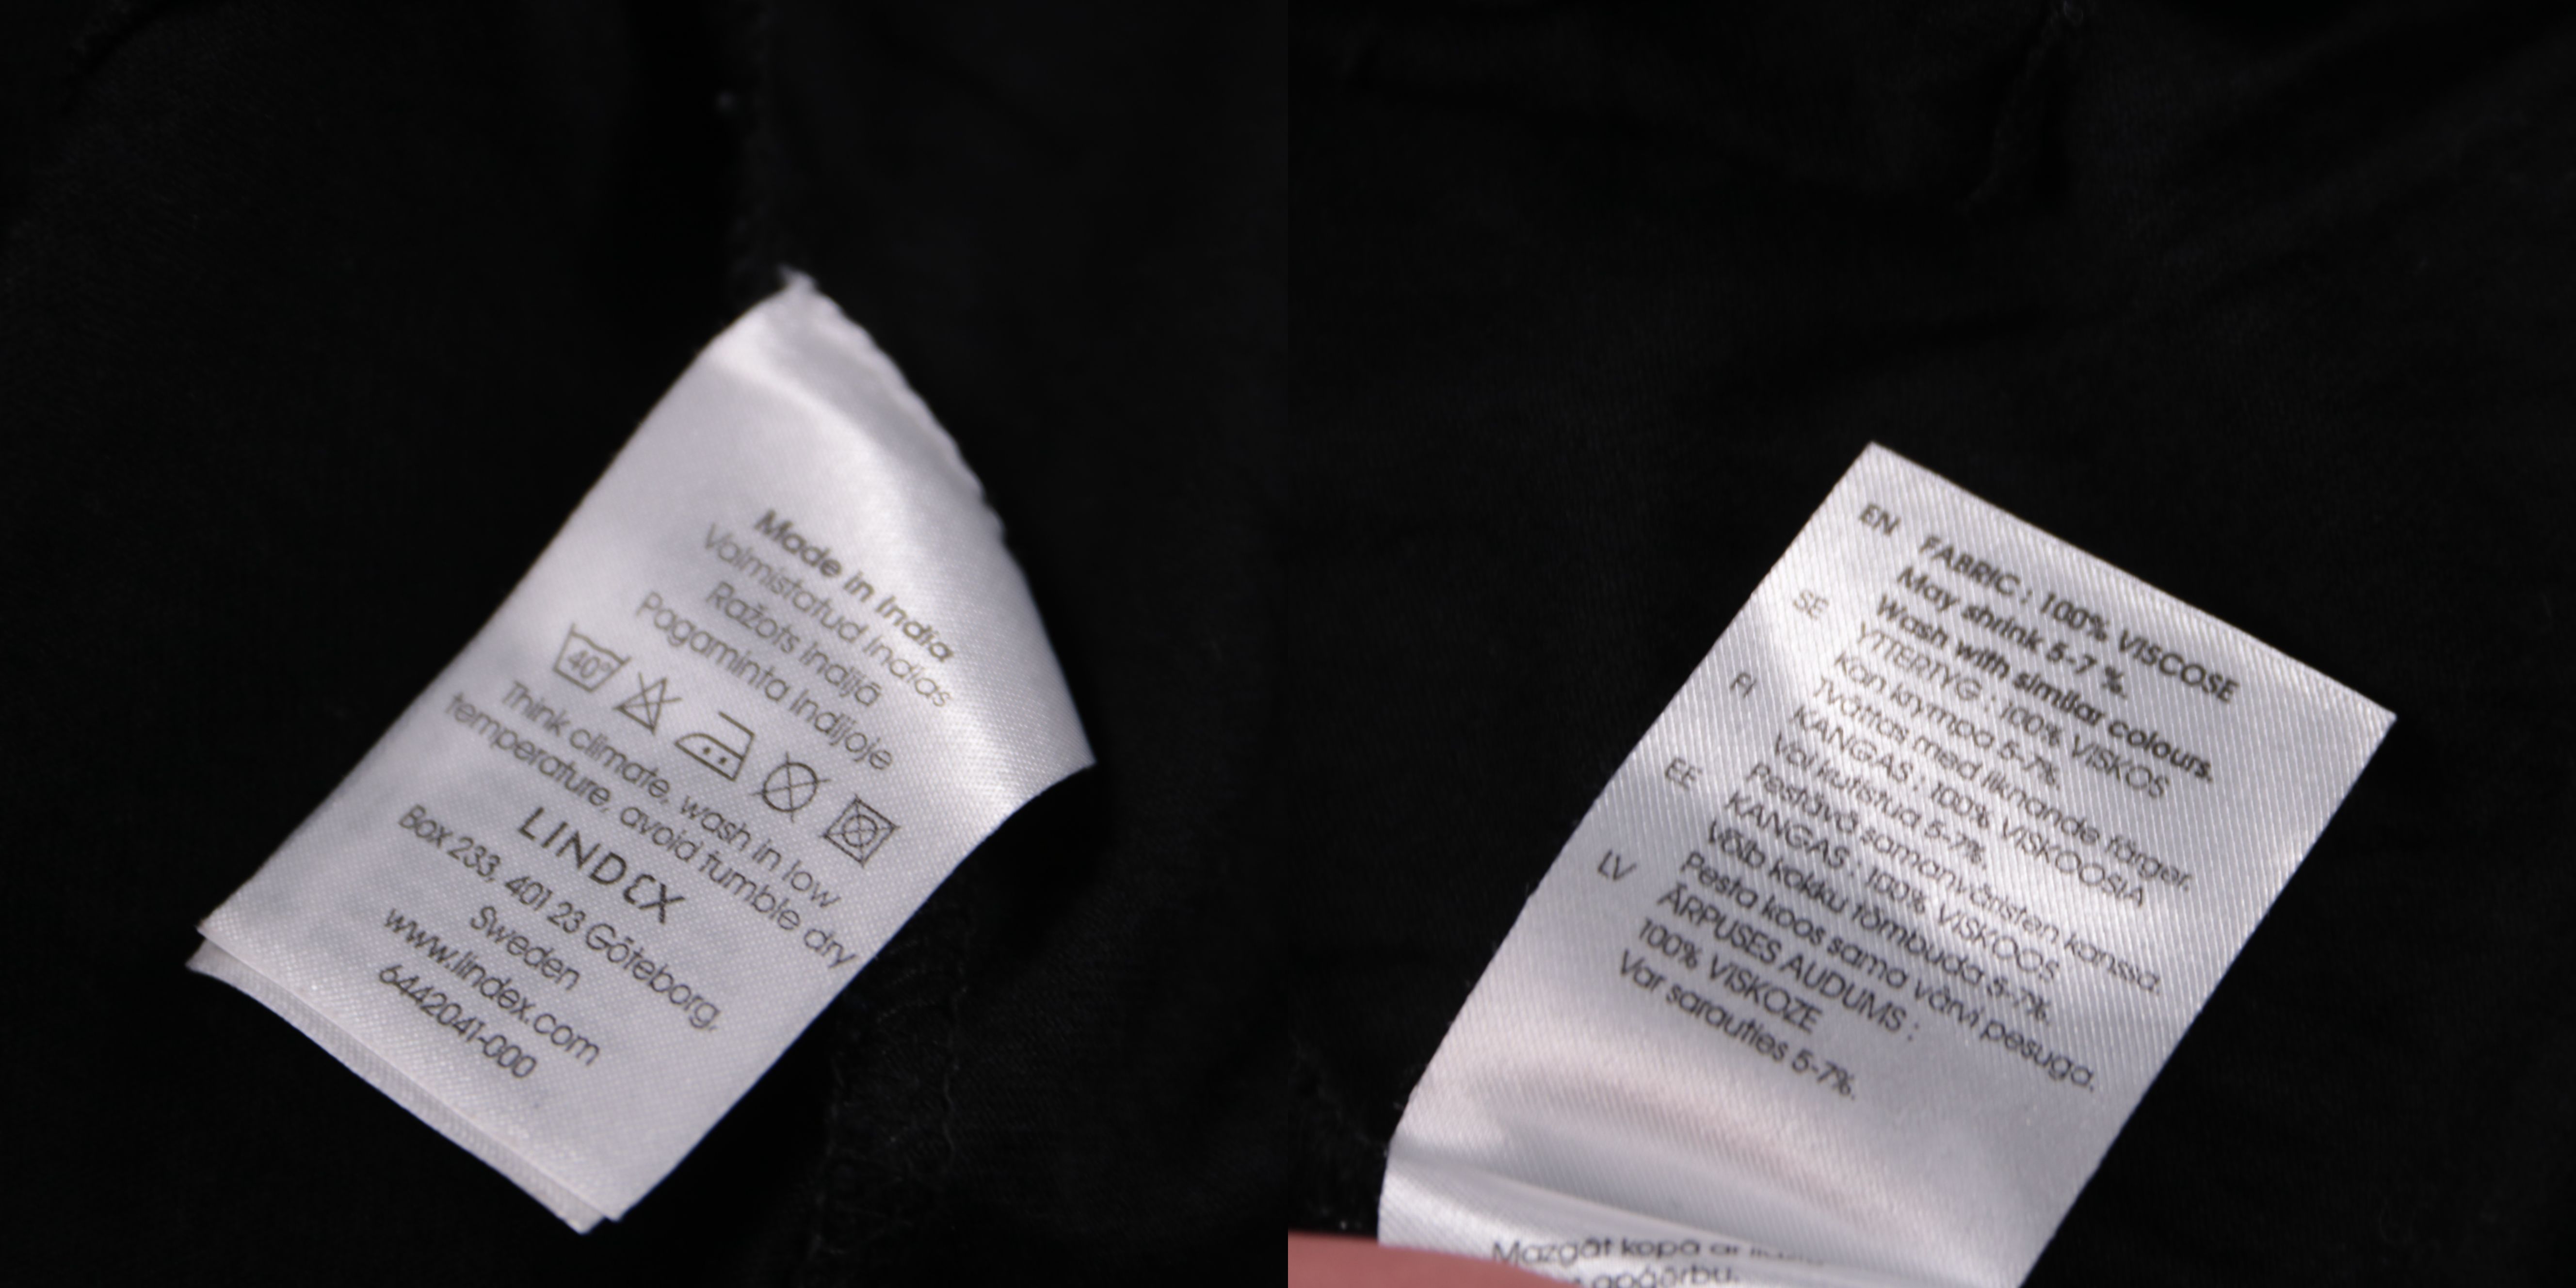 Made in India
Valmistatud Indias
Ražots Indijā
Pagaminta Indijoje
40°
Think climate, wash in low
temperature, avoid tumble dry
LINDEX
Box 233, 401 23 Göteborg,
Sweden
www.lindex.com
6442041-000
EN FABRIC : 100% VISCOSE
May shrink 5-7 %.
Wash with similar colours.
SE YTTERTYG : 100% VISKOS
Kan krympa 5-7%.
Tvättas med liknande färger.
FI KANGAS : 100% VISKOOSIA
Voi kutistua 5-7%.
Pestävä samanväristen kanssa.
EE KANGAS : 100% VISKOOS
Võib kokku tõmbuda 5-7%.
Pesta koos sama värvi pesuga.
LV ĀRPUSES AUDUMS :
100% VISKOZE
Var sarauties 5-7%.
Mazgāt kopā ar
apģērbu.